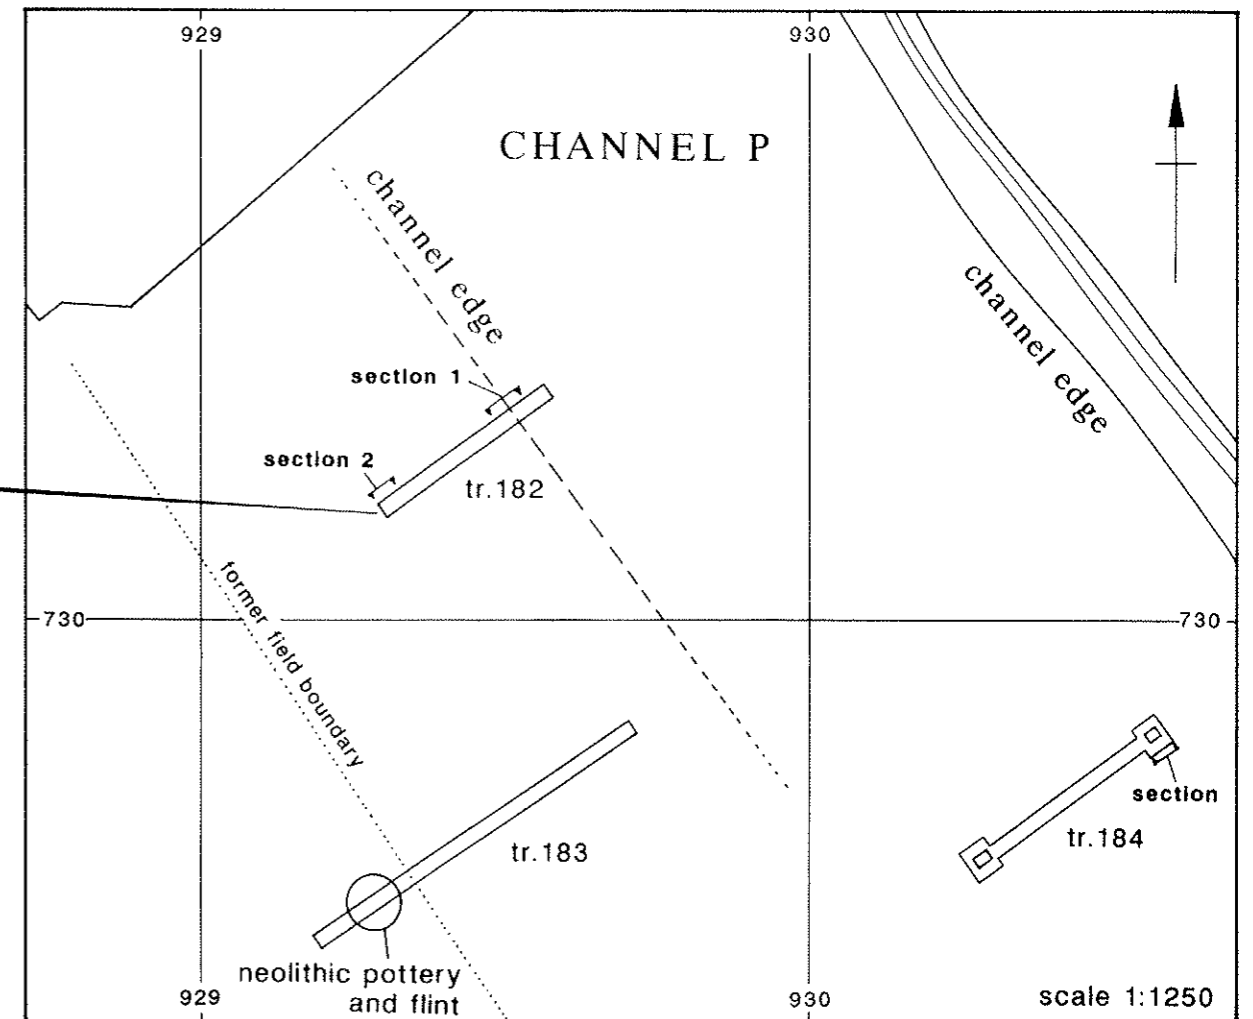 929
930
CHANNEL P
channel edge
channel edge
section 1
section 2
tr.182
730
730
former field boundary
section
tr.183
tr.184
neolithic pottery
and flint
929
930
scale 1:1250